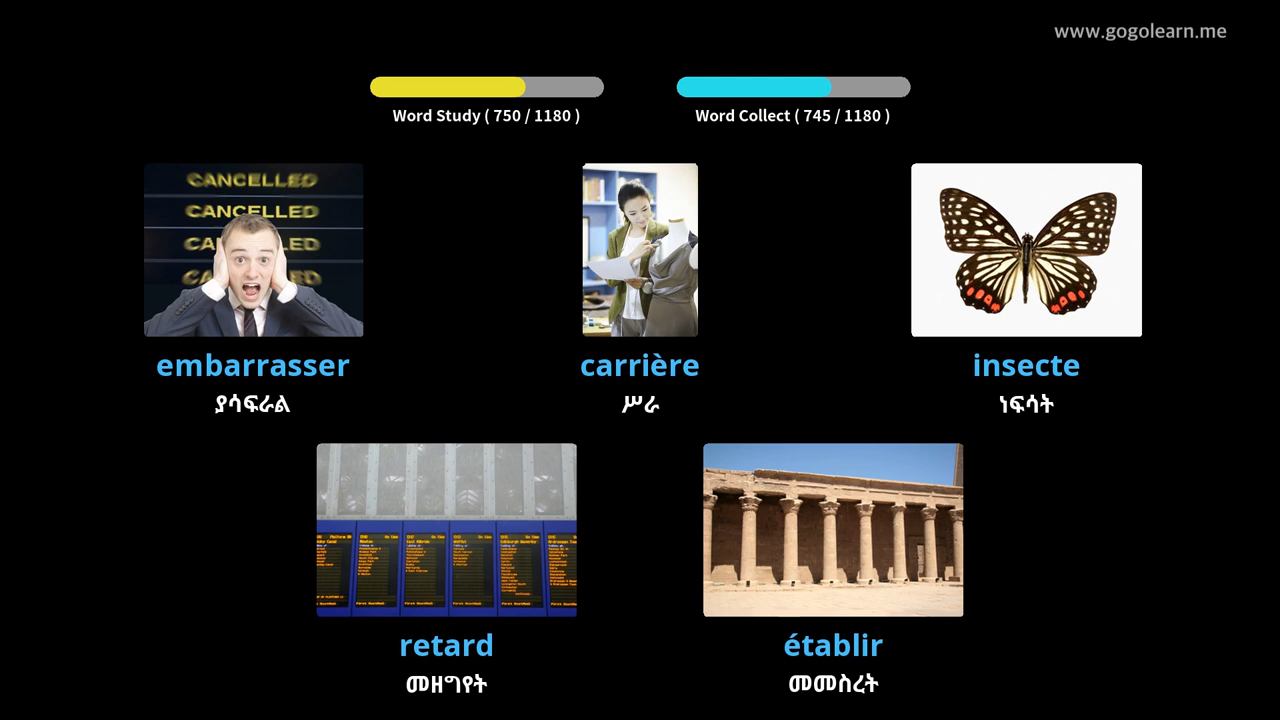 www.gogolearn.me
Word Study ( 750 / 1180 )
Word Collect ( 745 / 1180 )
CANCELLED
CANCELLED
embarrasser
ያሳፍራል
carrière
ሥራ
insecte
ነፍሳት
retard
መዘግየት
établir
መመስረት